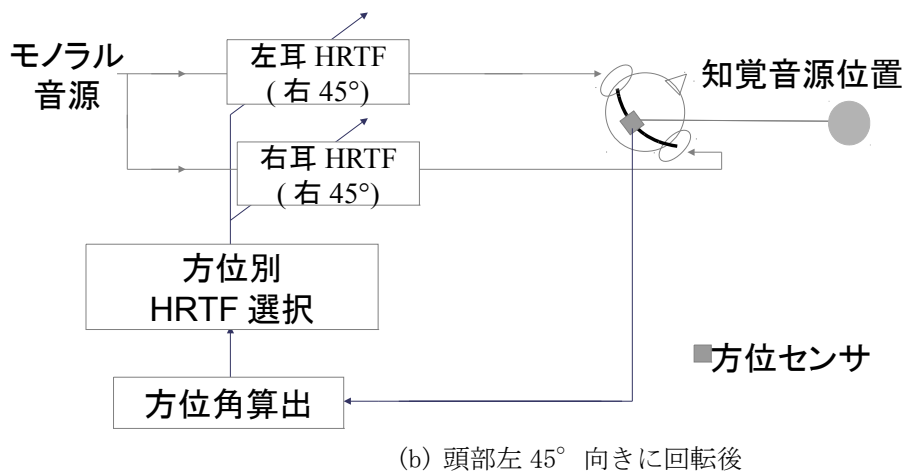 モノラル
音源
左耳 HRTF
( 右 45°)
知覚音源位置
右耳 HRTF
( 右 45°)
方位別
HRTF 選択
■方位センサ
方位角算出
(b) 頭部左 45° 向きに回転後